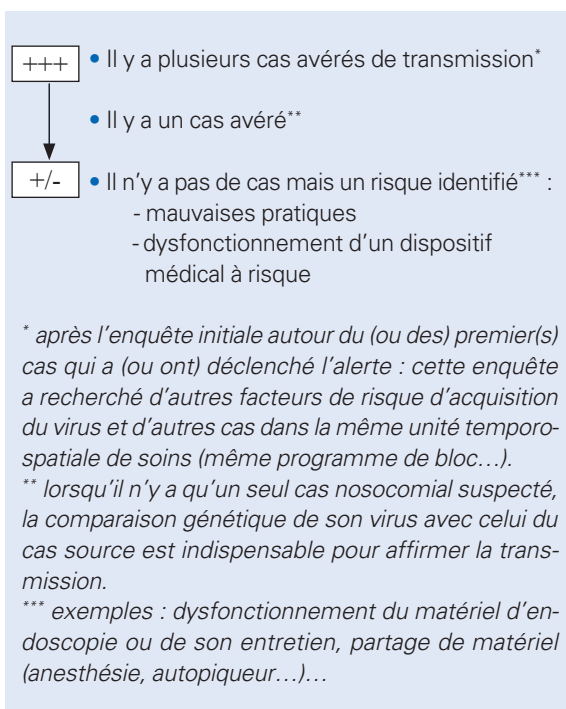 +++ • Il y a plusieurs cas avérés de transmission*
• Il y a un cas avéré**
+/- • Il n'y a pas de cas mais un risque identifié*** :
- mauvaises pratiques
- dysfonctionnement d'un dispositif
médical à risque
* après l'enquête initiale autour du (ou des) premier(s)
cas qui a (ou ont) déclenché l'alerte : cette enquête
a recherché d'autres facteurs de risque d'acquisition
du virus et d'autres cas dans la même unité temporo-
spatiale de soins (même programme de bloc…).
** lorsqu'il n'y a qu'un seul cas nosocomial suspecté,
la comparaison génétique de son virus avec celui du
cas source est indispensable pour affirmer la trans-
mission.
*** exemples : dysfonctionnement du matériel d'en-
doscopie ou de son entretien, partage de matériel
(anesthésie, autopiqueur…)…